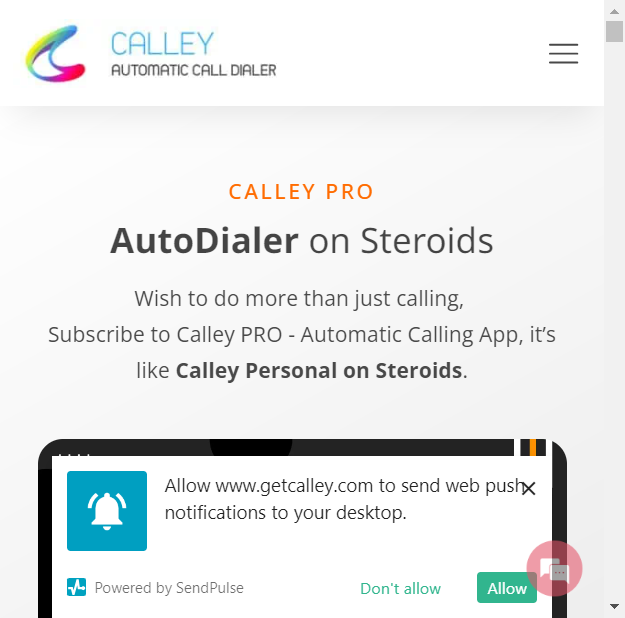 CALLEY
AUTOMATIC CALL DIALER
CALLEY PRO
AutoDialer on Steroids
Wish to do more than just calling,
Subscribe to Calley PRO - Automatic Calling App, it’s
like Calley Personal on Steroids.
Allow www.getcalley.com to send web push
notifications to your desktop.
Powered by SendPulse
Don't allow
Allow